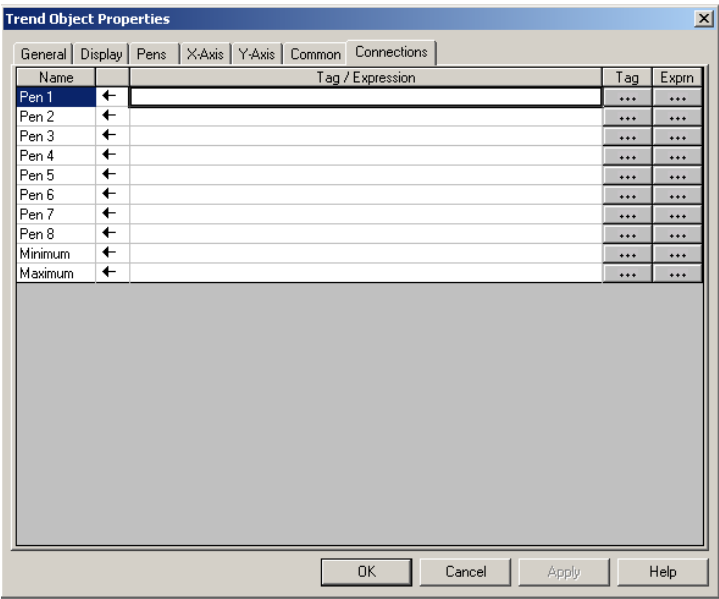 Trend Object Properties
General Display Pens X-Axis Y-Axis Common Connections
Name Tag / Expression Tag Exprn
Pen 1 ← ... ...
Pen 2 ← ... ...
Pen 3 ← ... ...
Pen 4 ← ... ...
Pen 5 ← ... ...
Pen 6 ← ... ...
Pen 7 ← ... ...
Pen 8 ← ... ...
Minimum ← ... ...
Maximum ← ... ...
OK Cancel Apply Help